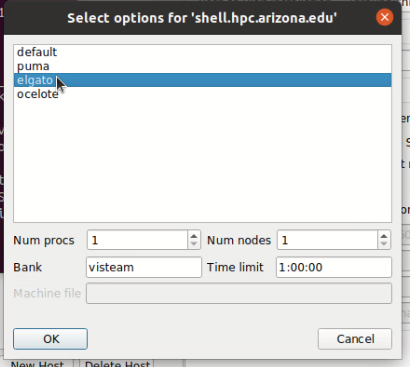 Select options for 'shell.hpc.arizona.edu'
default
puma
elgato
ocelote
Num procs 1 Num nodes 1
Bank visteam Time limit 1:00:00
Machine file
OK Cancel
New Host Delete Host